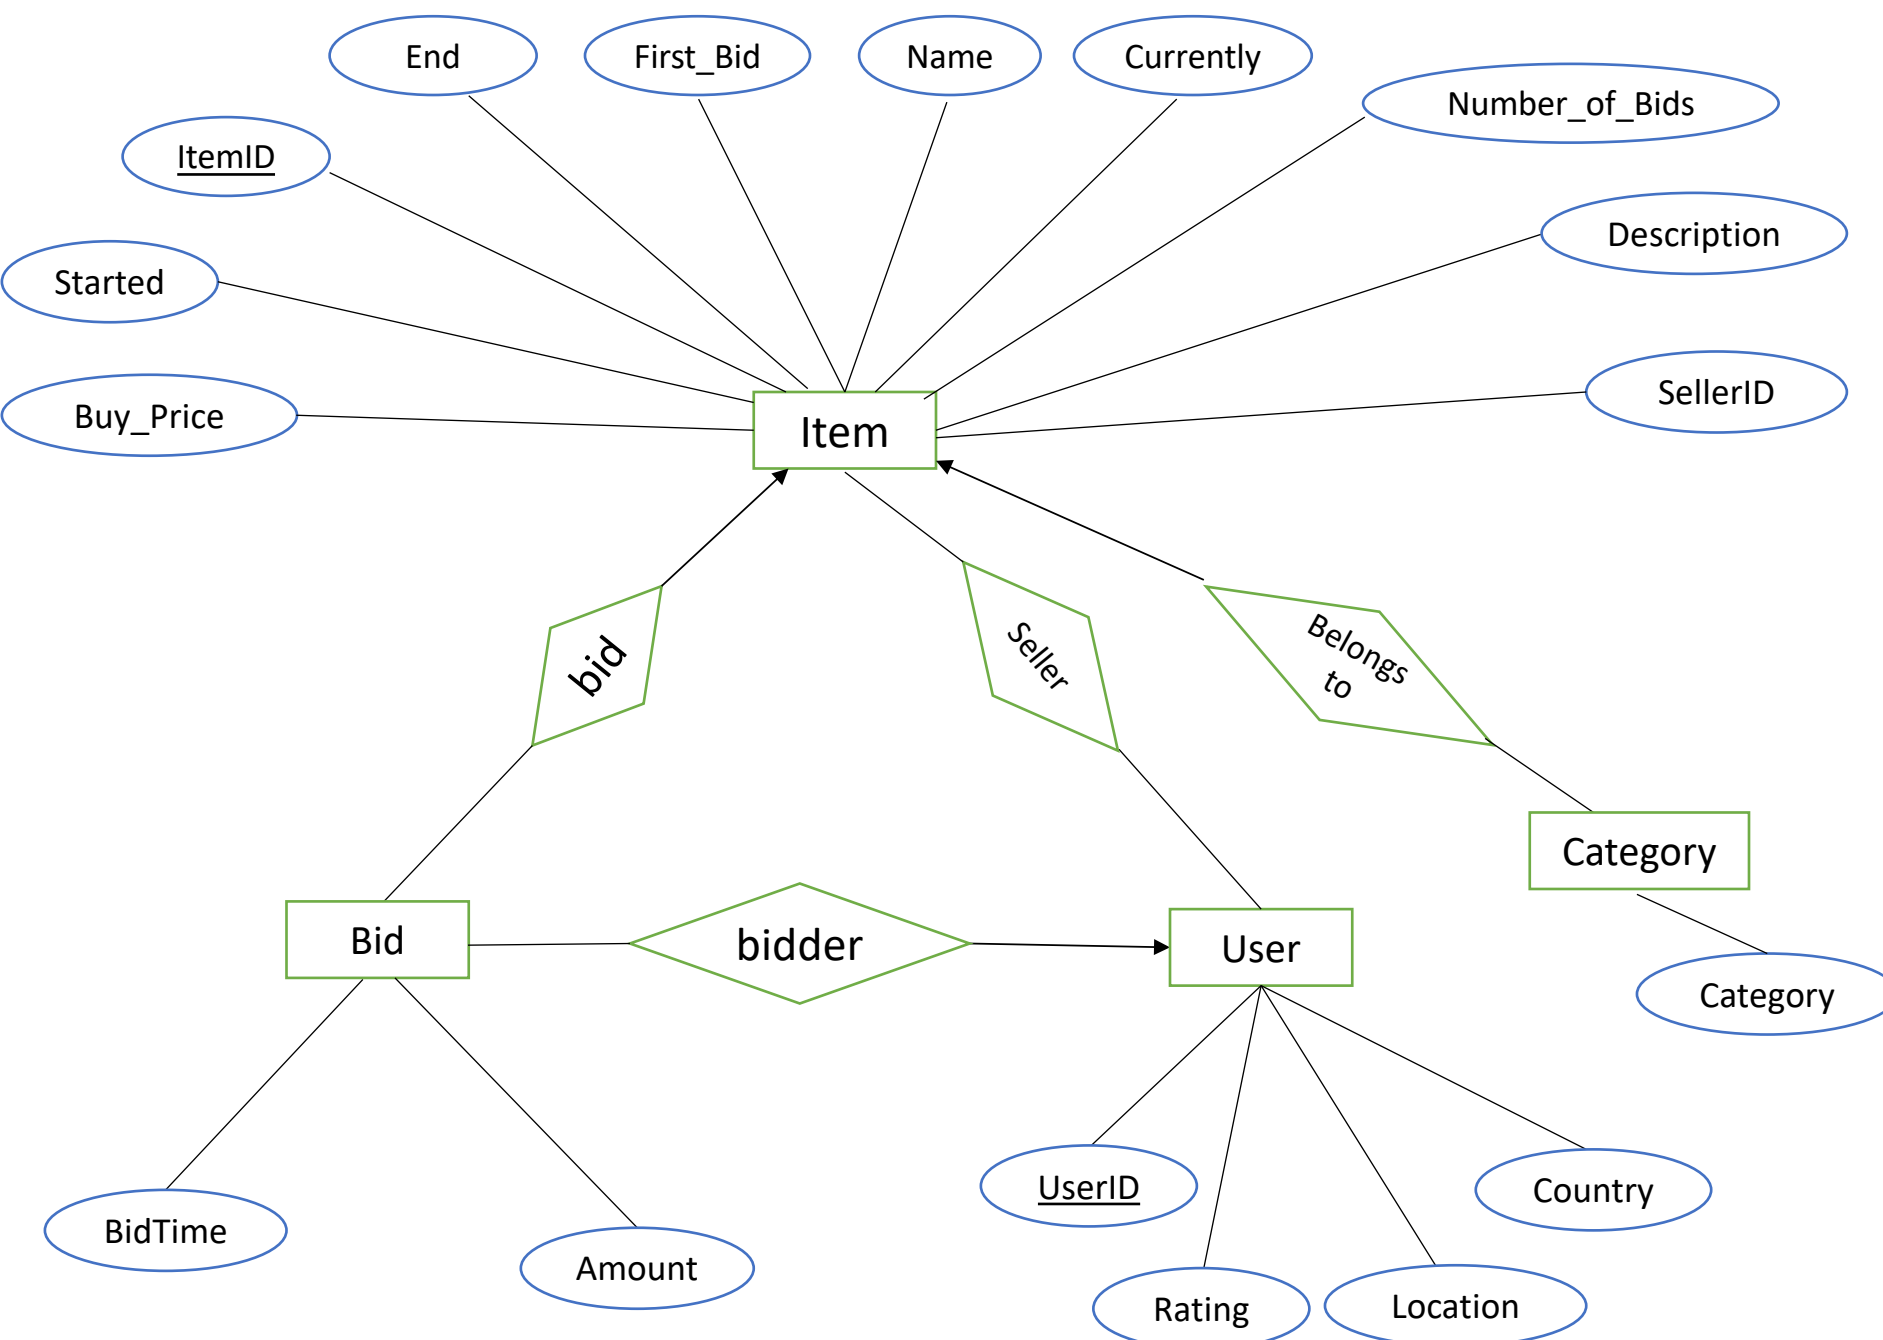 End
First_Bid
Name
Currently
Number_of_Bids
ItemID
Description
Started
SellerID
Buy_Price
Item
bid
Seller
Belongs
to
Category
Bid
bidder
User
Category
UserID
Country
BidTime
Amount
Rating
Location